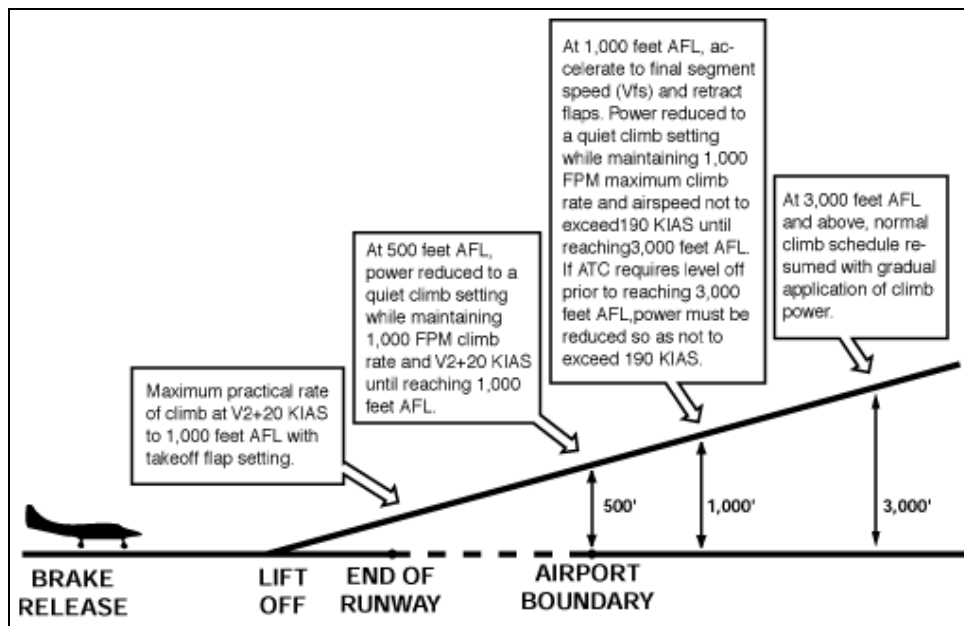 Maximum practical rate
of climb at V2+20 KIAS
to 1,000 feet AFL with
takeoff flap setting.
At 500 feet AFL,
power reduced to a
quiet climb setting
while maintaining
1,000 FPM climb
rate and V2+20 KIAS
until reaching 1,000
feet AFL.
At 1,000 feet AFL, ac-
celerate to final segment
speed (Vfs) and retract
flaps. Power reduced to
a quiet climb setting
while maintaining 1,000
FPM maximum climb
rate and airspeed not to
exceed190 KIAS until
reaching3,000 feet AFL.
If ATC requires level off
prior to reaching 3,000
feet AFL,power must be
reduced so as not to
exceed 190 KIAS.
At 3,000 feet AFL
and above, normal
climb schedule re-
sumed with gradual
application of climb
power.
500'
1,000'
3,000'
BRAKE
RELEASE
LIFT
OFF
END OF
RUNWAY
AIRPORT
BOUNDARY